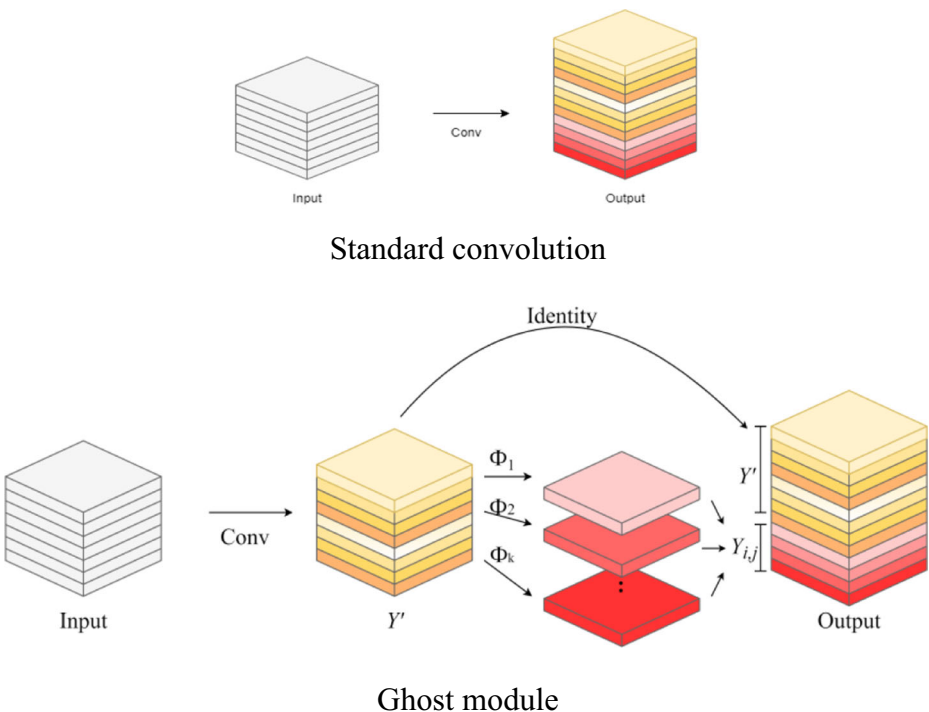 Conv
Input
Output
Standard convolution
Identity
Φ1
Φ2
Φk
Y'
Yi,j
Conv
Input
Y'
Output
Ghost module